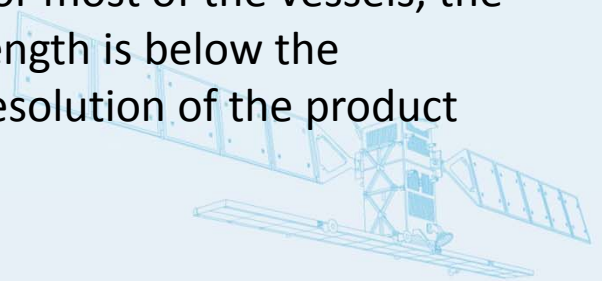 or most of the vessels, the
ength is below the
esolution of the product